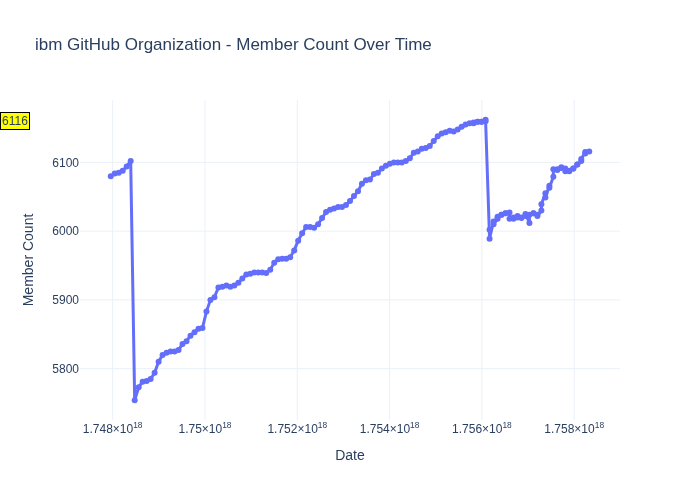 ibm GitHub Organization - Member Count Over Time
6116
6100
6000
5900
5800
Member Count
1.748×10¹⁸ 1.75×10¹⁸ 1.752×10¹⁸ 1.754×10¹⁸ 1.756×10¹⁸ 1.758×10¹⁸
Date